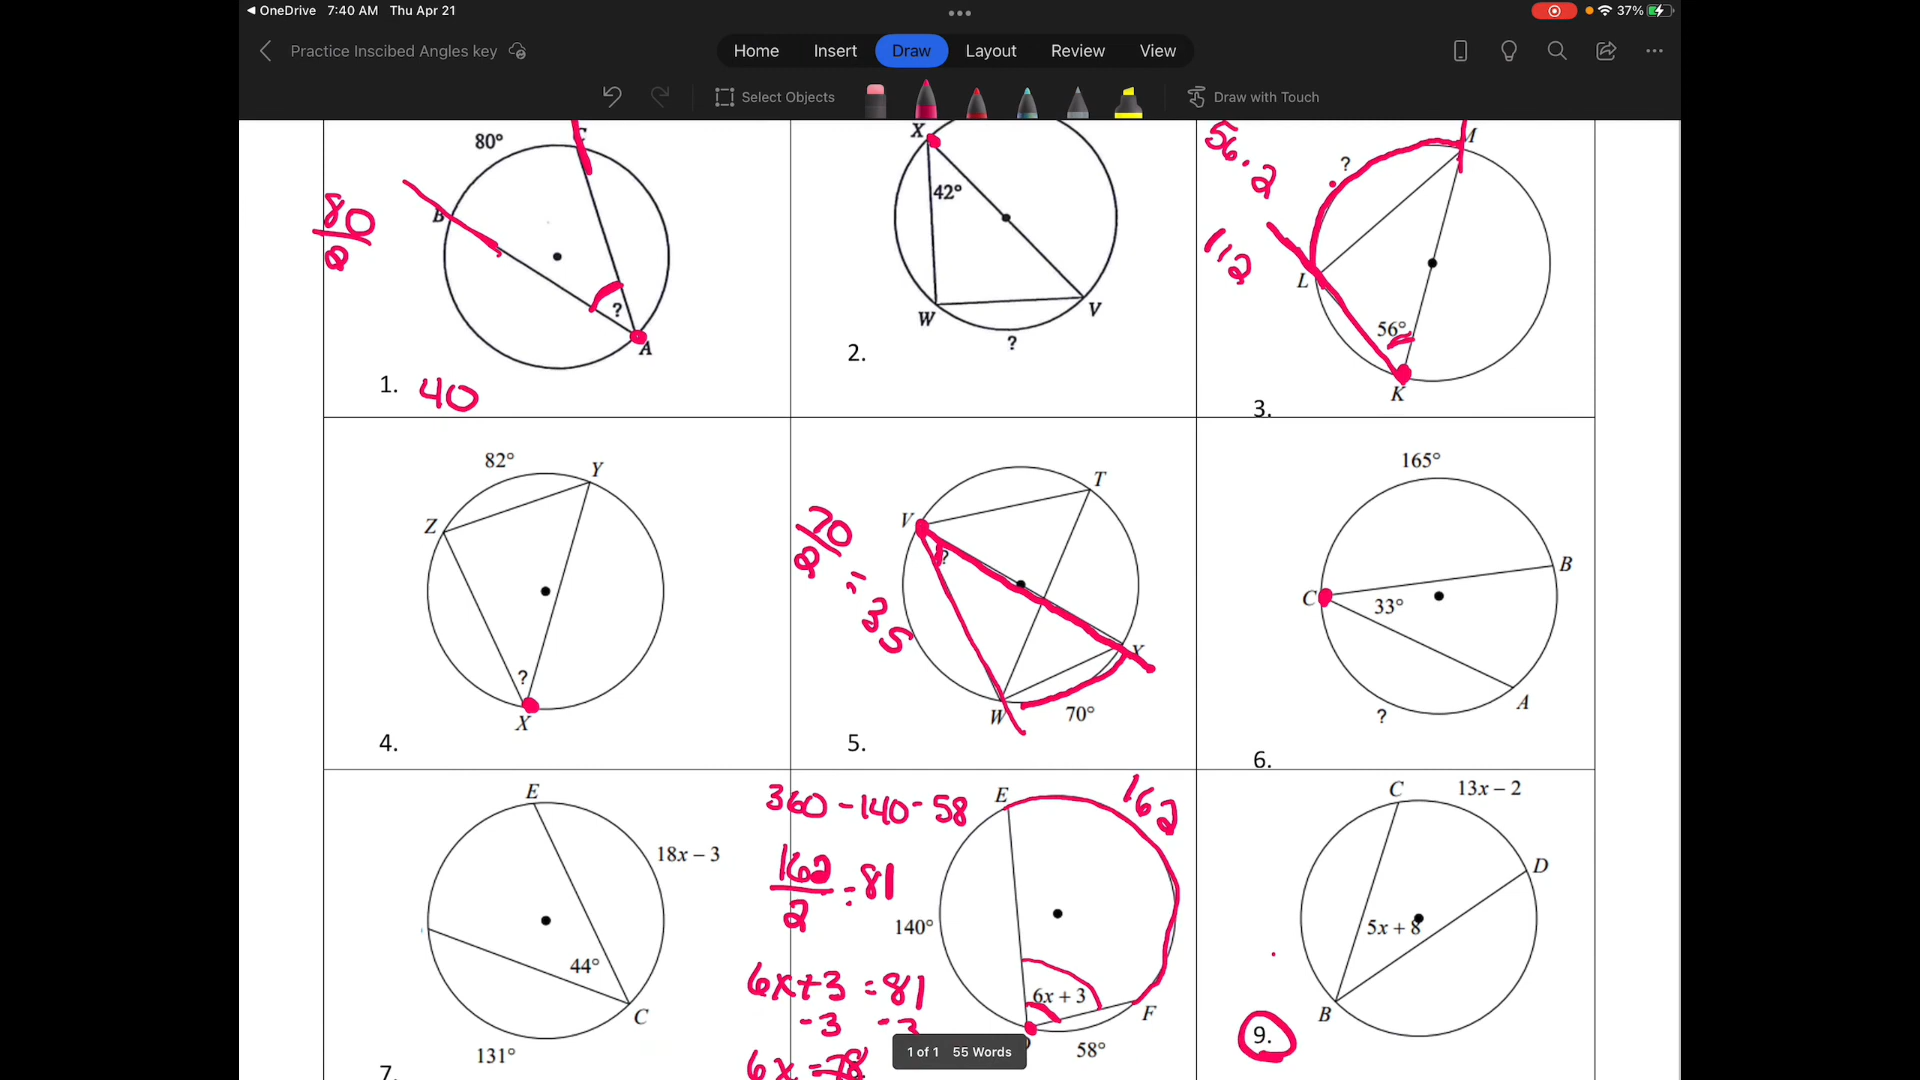 OneDrive 7:40 AM Thu Apr 21 37%
Practice Inscibed Angles key
Home Insert Draw Layout Review View
Select Objects Draw with Touch
80°
C
B
?
A
80/2
1. 40
X
42°
W
V
?
2.
56·2
112
M
?
L
56°
K
3.
82°
Y
Z
?
X
4.
70/2 = 35
T
V
?
X
W
70°
5.
165°
B
C
33°
A
?
6.
E
18x – 3
44°
C
131°
7.
360 - 140 - 58
162/2 = 81
6x+3 = 81
-3 -3
6x = 78
E
162
140°
6x + 3
F
58°
C
13x – 2
D
5x + 8
B
9.
1 of 1 55 Words